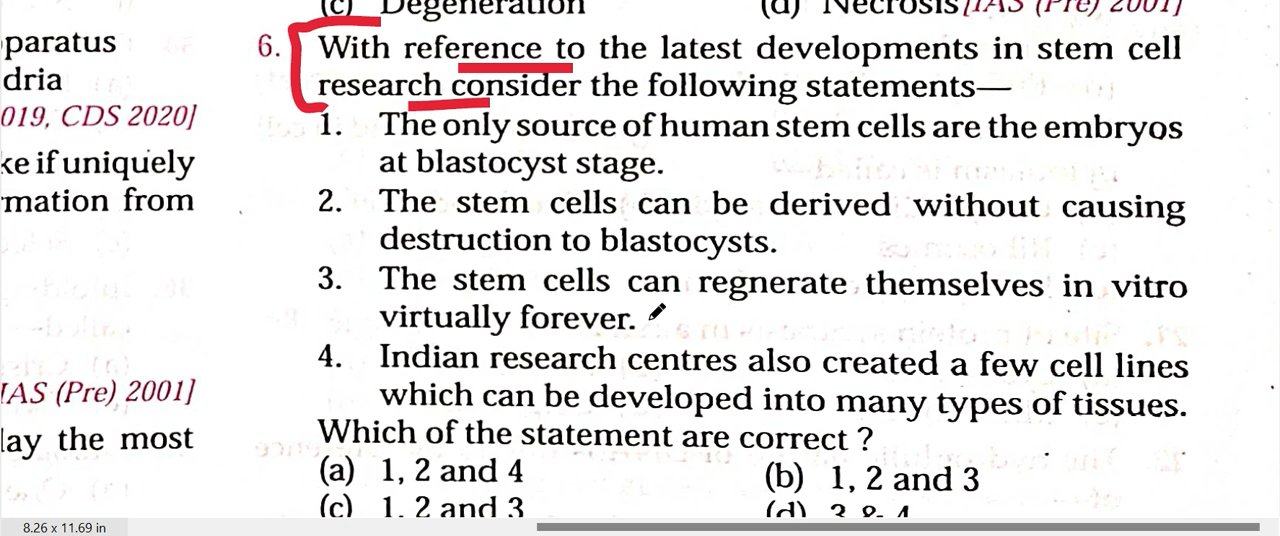 (c) Degeneration (d) Necrosis [IAS (Pre) 2001]
paratus
dria
019, CDS 2020]
ke if uniquely
mation from
[AS (Pre) 2001]
lay the most
6. With reference to the latest developments in stem cell
research consider the following statements—
1. The only source of human stem cells are the embryos
at blastocyst stage.
2. The stem cells can be derived without causing
destruction to blastocysts.
3. The stem cells can regnerate themselves in vitro
virtually forever.
4. Indian research centres also created a few cell lines
which can be developed into many types of tissues.
Which of the statement are correct ?
(a) 1, 2 and 4 (b) 1, 2 and 3
(c) 1, 2 and 3 (d) 3 & 4
8.26 x 11.69 in